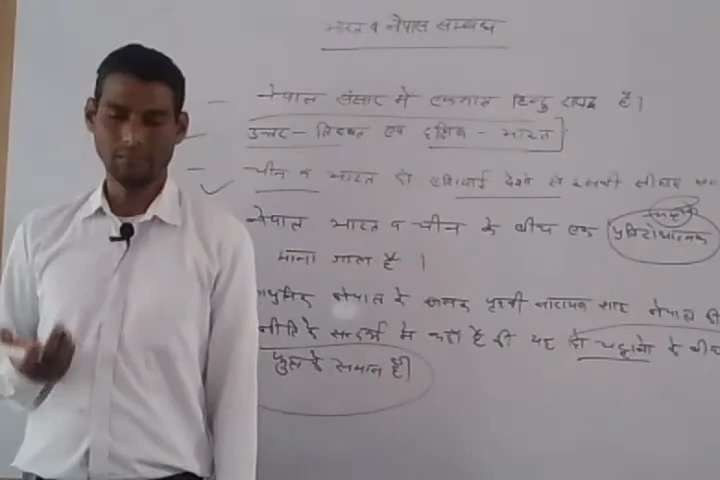 भारत व नेपाल सम्बन्ध
नेपाल संसार में एकमात्र हिन्दु राष्ट्र है।
उत्तर - तिब्बत एवं दक्षिण - भारत
चीन व भारत दो एशियाई देशो से इसकी सीमाए
नेपाल भारत व चीन के बीच एक प्रतिरोधात्मक
माना जाता है।
नेपाल के जनक पृथ्वी नारायण शाह नेपाल की
नीति के सन्दर्भ में कहा है की यह दो चट्टानो के बीच
पुल के समान है।